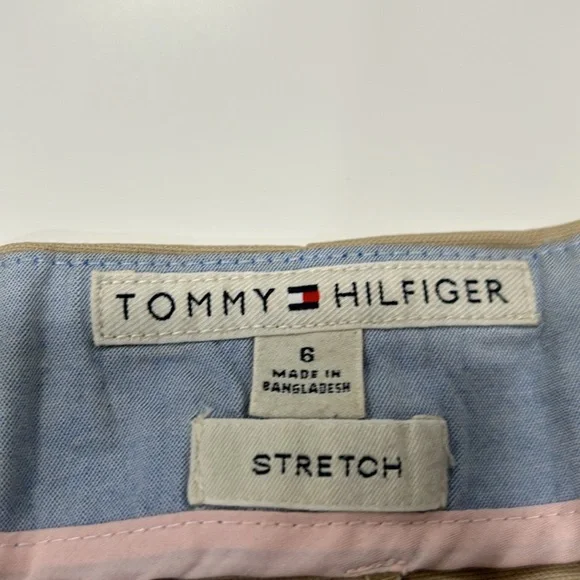 TOMMY HILFIGER
6
MADE IN
BANGLADESH
STRETCH